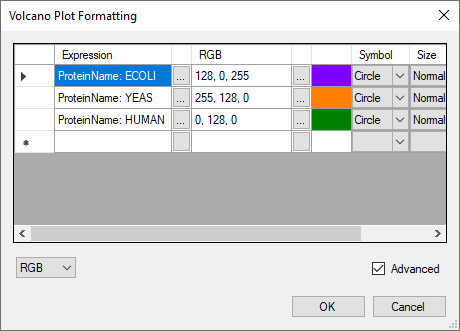 Volcano Plot Formatting
Expression RGB Symbol Size
ProteinName: ECOLI ... 128, 0, 255 ... Circle Normal
ProteinName: YEAS ... 255, 128, 0 ... Circle Normal
ProteinName: HUMAN ... 0, 128, 0 ... Circle Normal
... ...
RGB
Advanced
OK Cancel